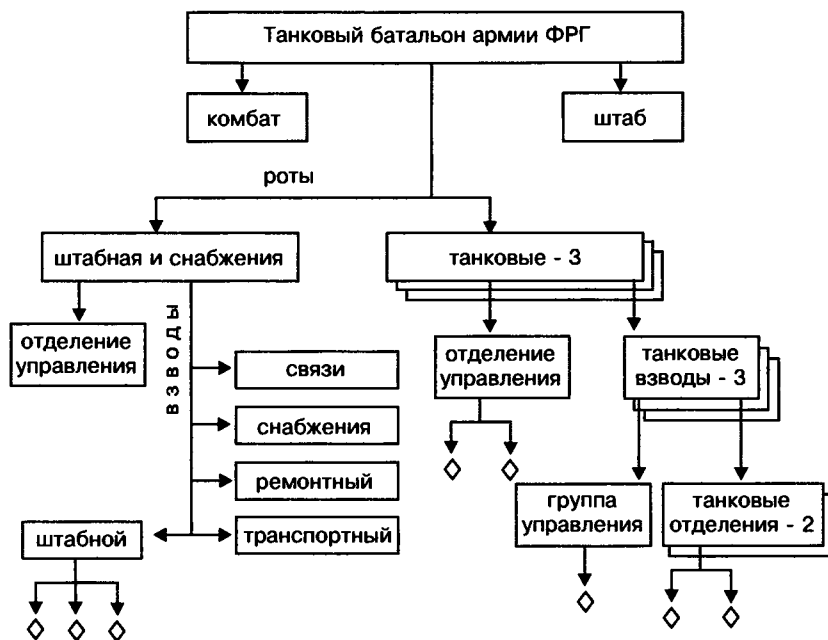 Танковый батальон армии ФРГ
комбат
штаб
роты
штабная и снабжения
танковые - 3
взводы
отделение
управления
отделение
управления
танковые
взводы - 3
связи
снабжения
ремонтный
транспортный
штабной
группа
управления
танковые
отделения - 2